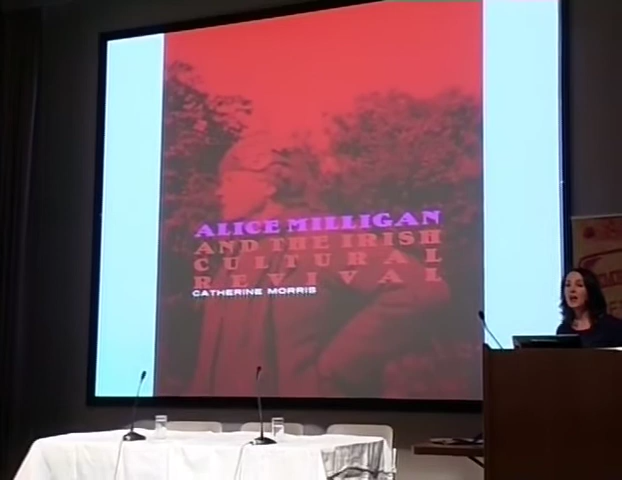 ALICE MILLIGAN
AND THE IRISH
CULTURAL
REVIVAL
CATHERINE MORRIS